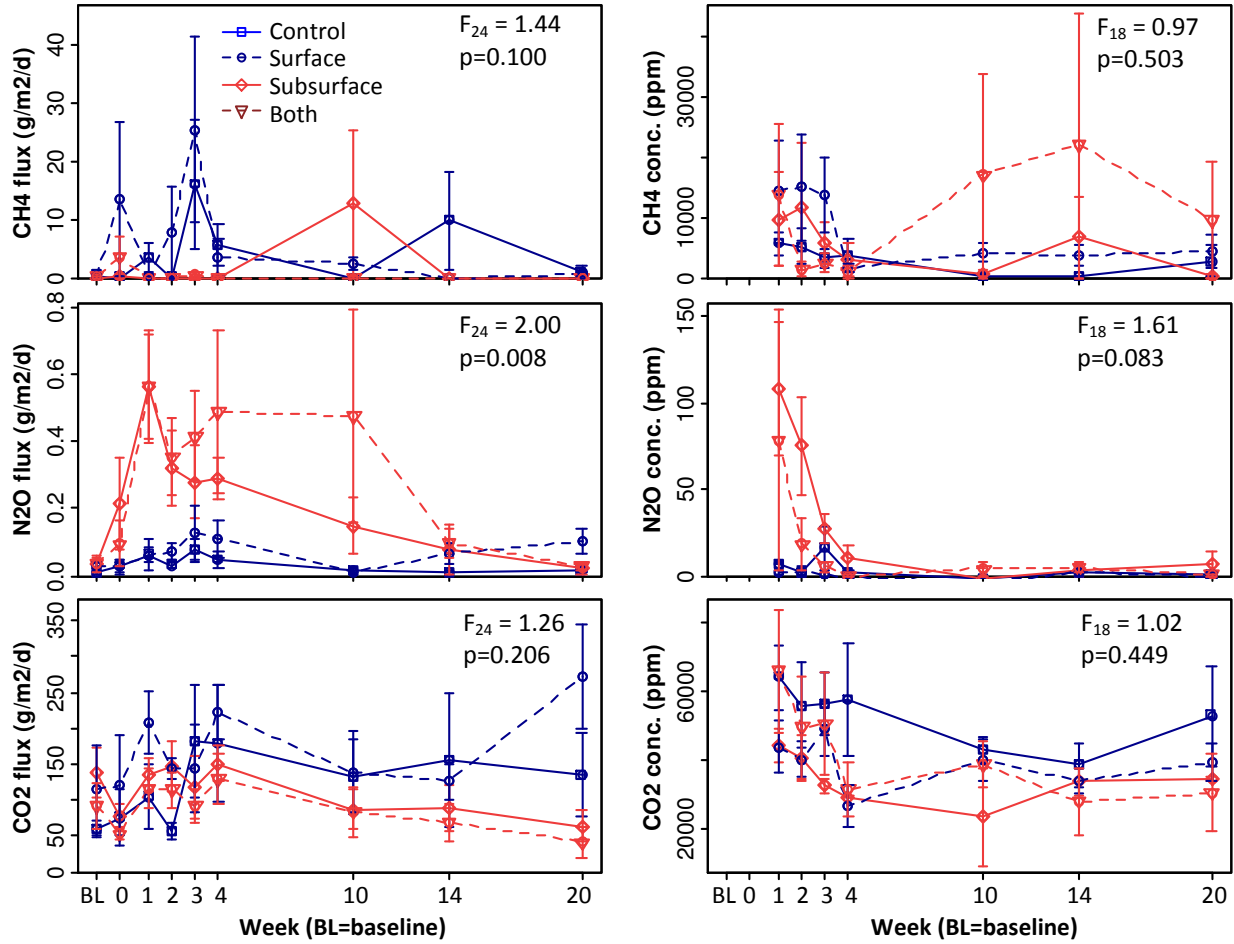 CH4 flux (g/m2/d)
0 10 20 30 40
Control
Surface
Subsurface
Both
F24 = 1.44
p=0.100
CH4 conc. (ppm)
0 10000 30000
F18 = 0.97
p=0.503
N2O flux (g/m2/d)
0.0 0.2 0.4 0.6 0.8
F24 = 2.00
p=0.008
N2O conc. (ppm)
0 50 100 150
F18 = 1.61
p=0.083
CO2 flux (g/m2/d)
0 50 150 250 350
F24 = 1.26
p=0.206
CO2 conc. (ppm)
20000 60000
F18 = 1.02
p=0.449
BL 0 1 2 3 4 10 14 20
Week (BL=baseline)
BL 0 1 2 3 4 10 14 20
Week (BL=baseline)